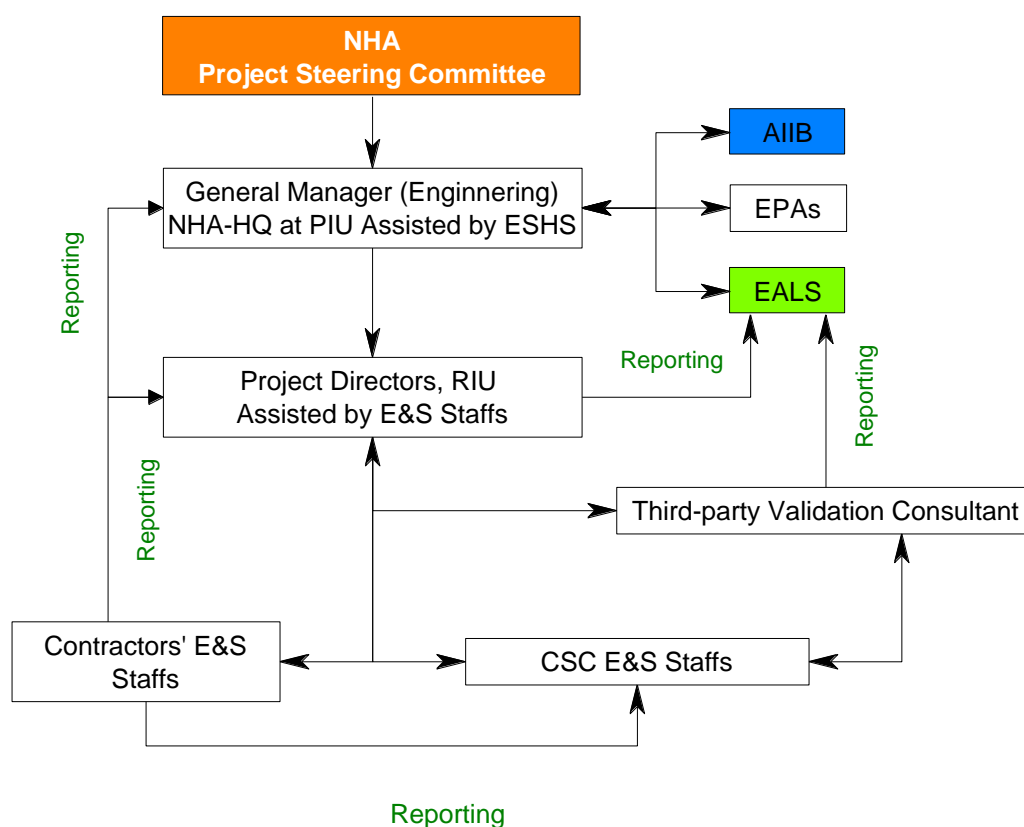 NHA
Project Steering Committee
AIIB
General Manager (Enginnering)
NHA-HQ at PIU Assisted by ESHS
EPAs
Reporting
EALS
Reporting
Project Directors, RIU
Assisted by E&S Staffs
Reporting
Reporting
Third-party Validation Consultant
Contractors' E&S
Staffs
CSC E&S Staffs
Reporting